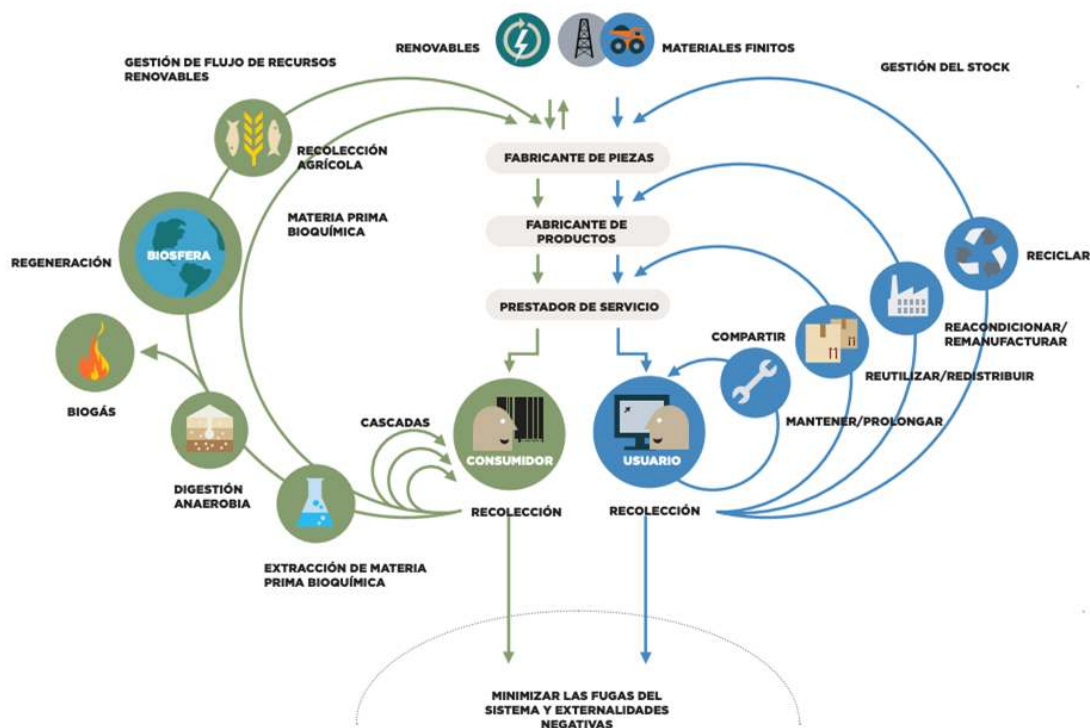 RENOVABLES
MATERIALES FINITOS
GESTIÓN DE FLUJO DE RECURSOS
RENOVABLES
GESTIÓN DEL STOCK
RECOLECCIÓN
AGRÍCOLA
FABRICANTE DE PIEZAS
MATERIA PRIMA
BIOQUÍMICA
FABRICANTE DE
PRODUCTOS
REGENERACIÓN
BIOSFERA
RECICLAR
PRESTADOR DE SERVICIO
COMPARTIR
REACONDICIONAR/
REMANUFACTURAR
REUTILIZAR/REDISTRIBUIR
BIOGÁS
CASCADAS
MANTENER/PROLONGAR
CONSUMIDOR
USUARIO
DIGESTIÓN
ANAEROBIA
RECOLECCIÓN
RECOLECCIÓN
EXTRACCIÓN DE MATERIA
PRIMA BIOQUÍMICA
MINIMIZAR LAS FUGAS DEL
SISTEMA Y EXTERNALIDADES
NEGATIVAS